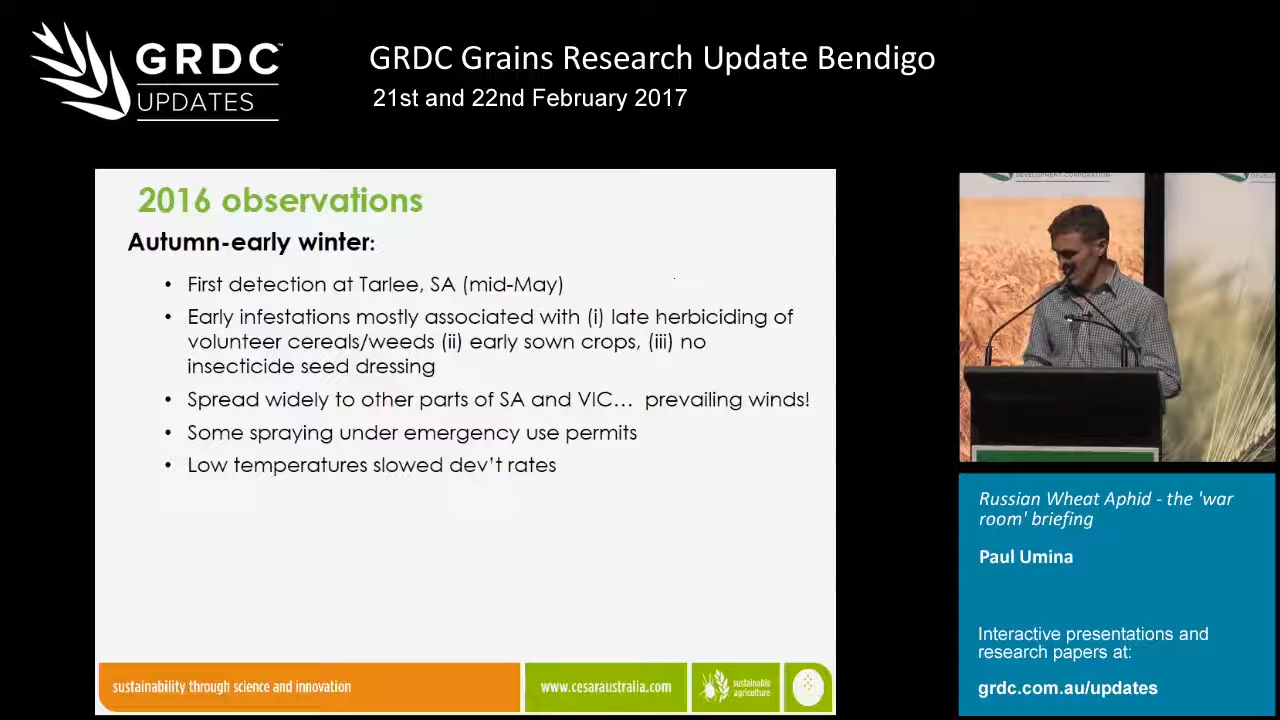 GRDC™
UPDATES
GRDC Grains Research Update Bendigo
21st and 22nd February 2017
2016 observations
Autumn-early winter:
• First detection at Tarlee, SA (mid-May)
• Early infestations mostly associated with (i) late herbiciding of
volunteer cereals/weeds (ii) early sown crops, (iii) no
insecticide seed dressing
• Spread widely to other parts of SA and VIC… prevailing winds!
• Some spraying under emergency use permits
• Low temperatures slowed dev't rates
sustainability through science and innovation
www.cesaraustralia.com
sustainable
agriculture
DEVELOPMENT CORPORATION
Russian Wheat Aphid - the 'war
room' briefing
Paul Umina
Interactive presentations and
research papers at:
grdc.com.au/updates